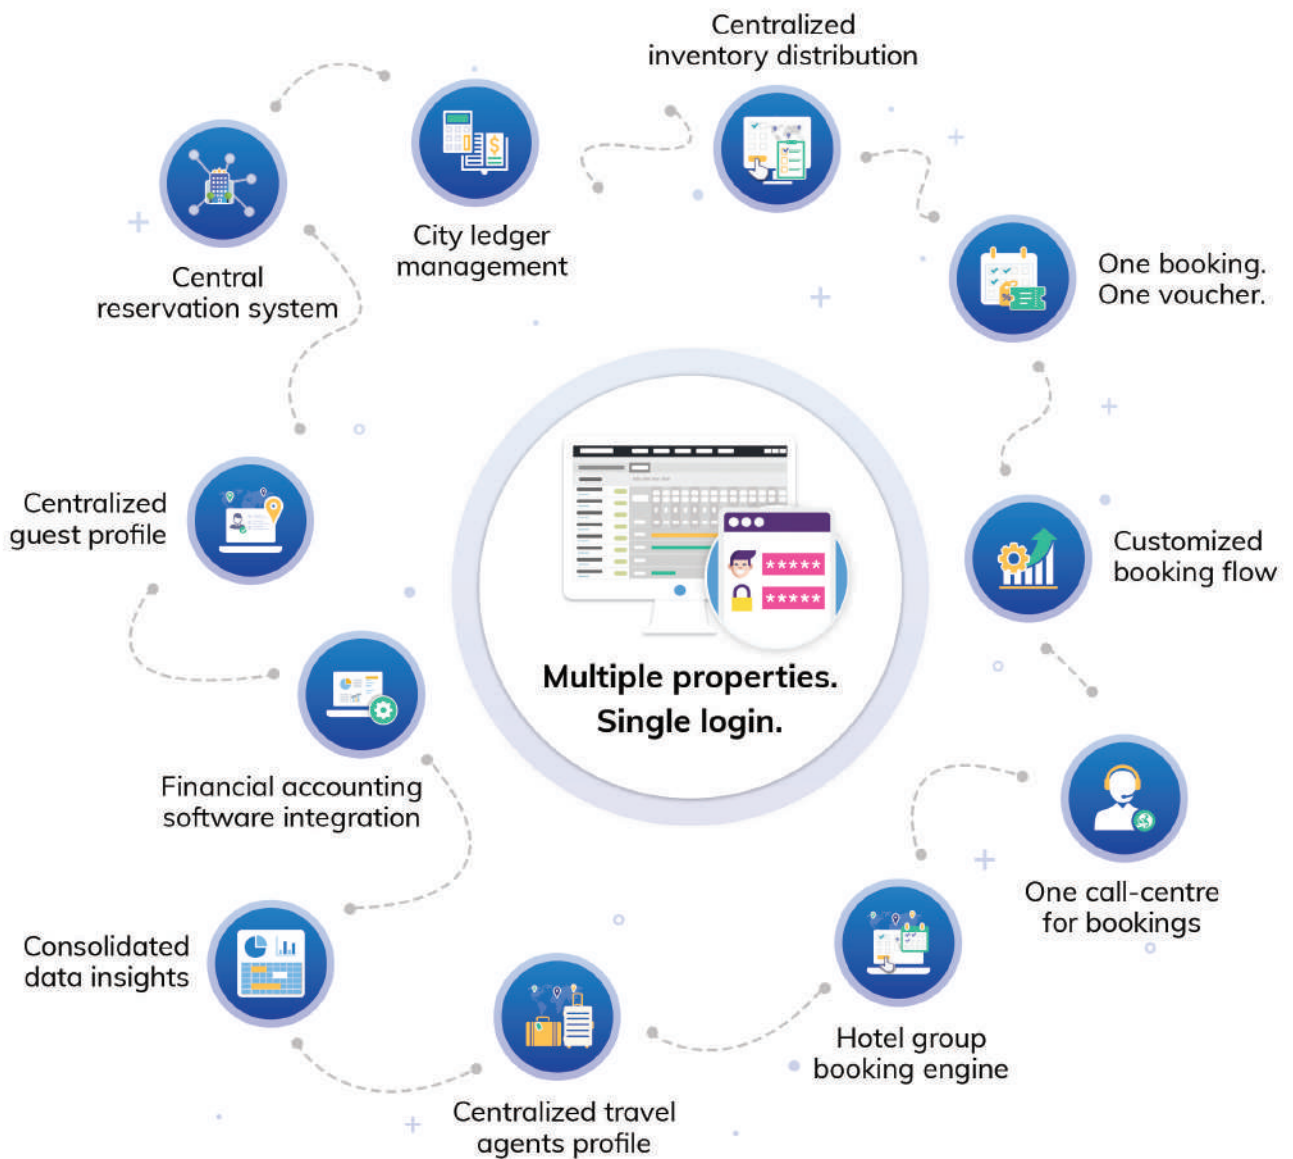 Centralized
inventory distribution
City ledger
management
Central
reservation system
One booking.
One voucher.
Centralized
guest profile
Customized
booking flow
Multiple properties.
Single login.
Financial accounting
software integration
One call-centre
for bookings
Consolidated
data insights
Hotel group
booking engine
Centralized travel
agents profile